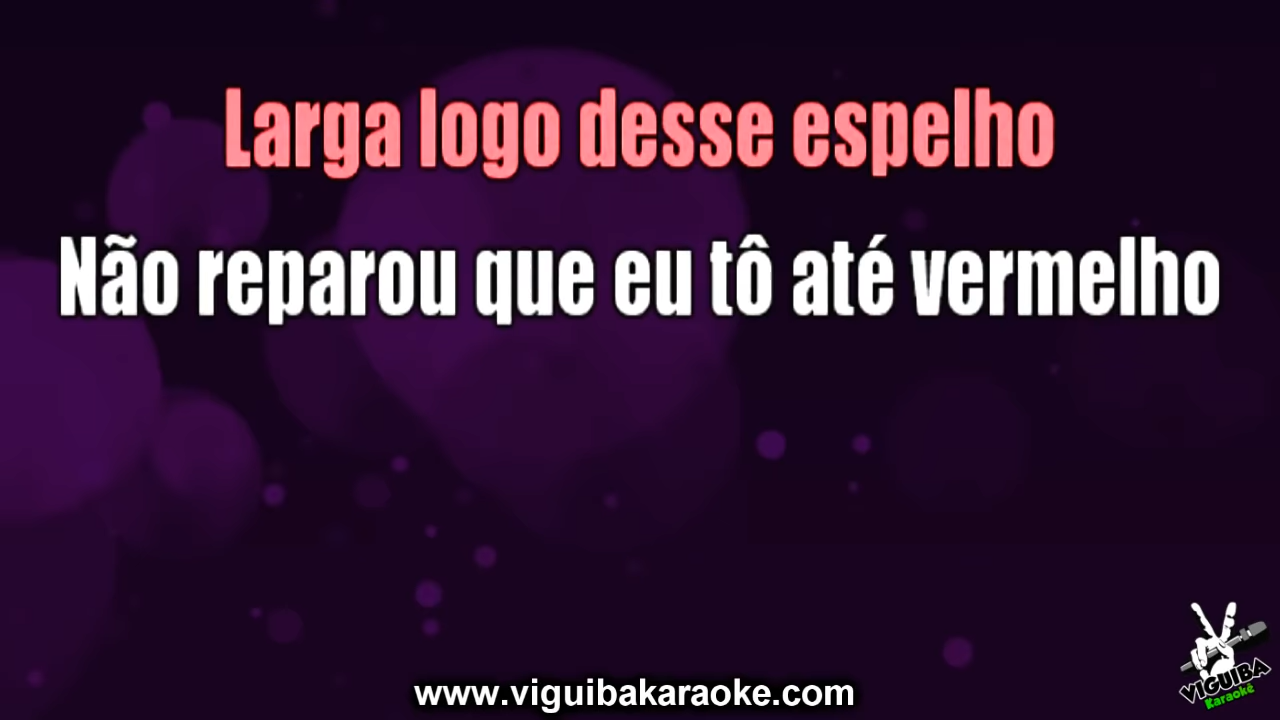 Larga logo desse espelho
Não reparou que eu tô até vermelho
www.viguibakaraoke.com
VIGUIBA
Karaokê